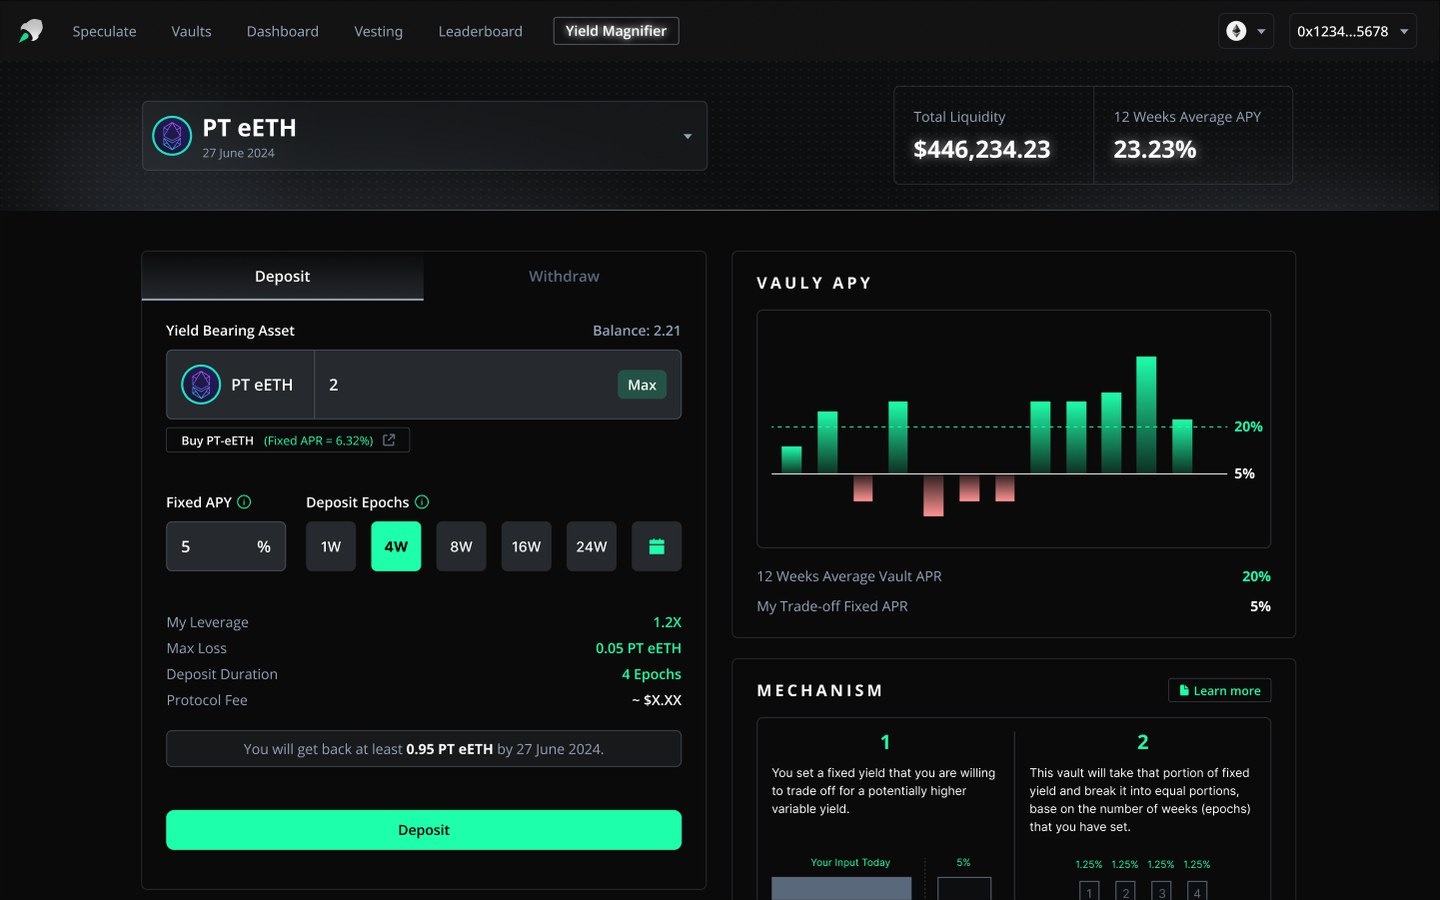 Speculate Vaults Dashboard Vesting Leaderboard Yield Magnifier 0x1234...5678
PT eETH
27 June 2024
Total Liquidity
$446,234.23
12 Weeks Average APY
23.23%
Deposit Withdraw
Yield Bearing Asset Balance: 2.21
PT eETH 2 Max
Buy PT-eETH (Fixed APR = 6.32%)
Fixed APY Deposit Epochs
5 % 1W 4W 8W 16W 24W
My Leverage 1.2X
Max Loss 0.05 PT eETH
Deposit Duration 4 Epochs
Protocol Fee ~ $X.XX
You will get back at least 0.95 PT eETH by 27 June 2024.
Deposit
VAULY APY
20%
5%
12 Weeks Average Vault APR 20%
My Trade-off Fixed APR 5%
MECHANISM Learn more
1
You set a fixed yield that you are willing
to trade off for a potentially higher
variable yield.
Your Input Today 5%
2
This vault will take that portion of fixed
yield and break it into equal portions,
base on the number of weeks (epochs)
that you have set.
1.25% 1.25% 1.25% 1.25%
1 2 3 4